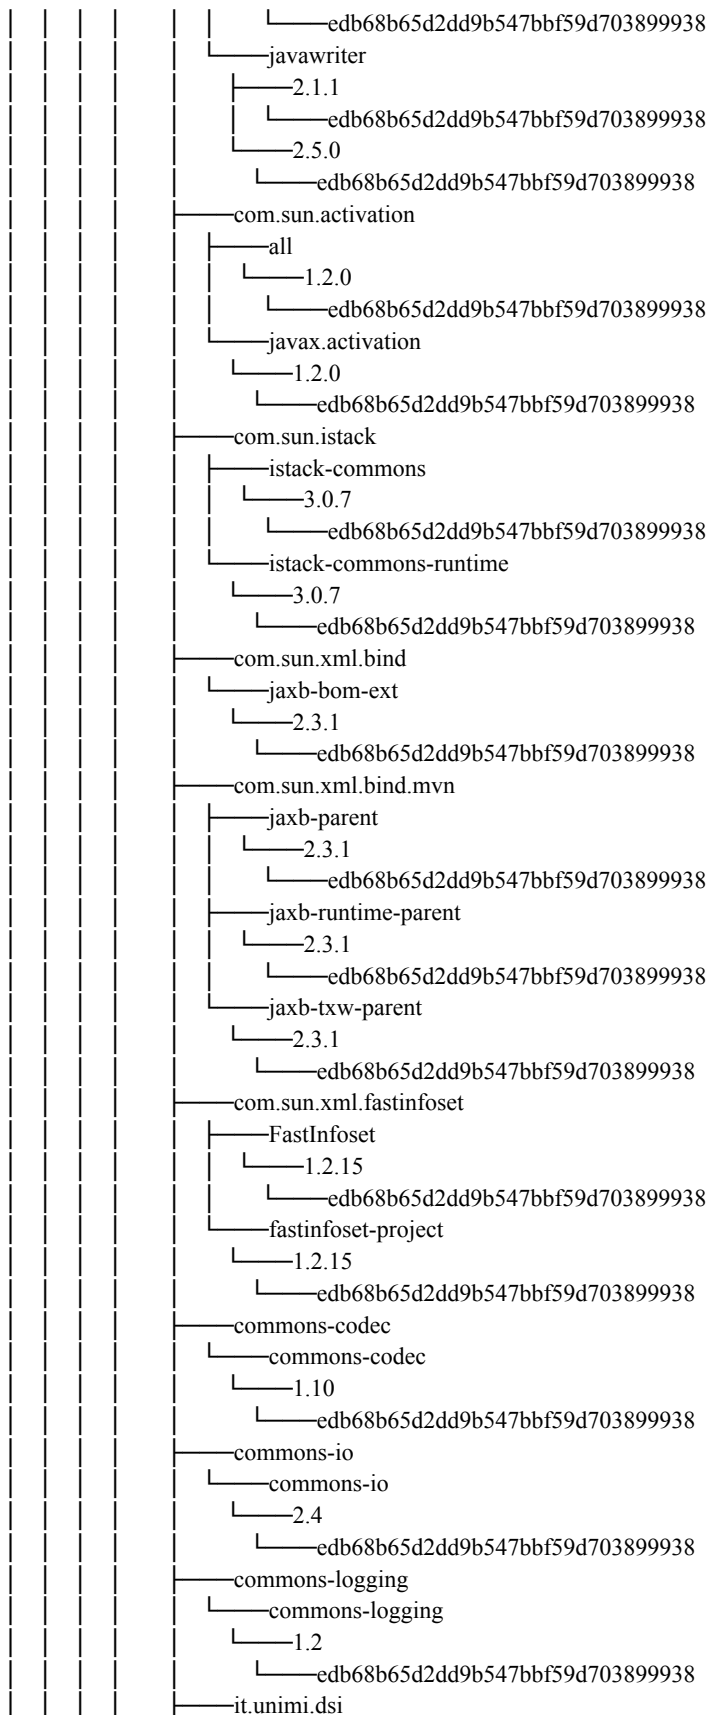 edb68b65d2dd9b547bbf59d703899938
javawriter
2.1.1
edb68b65d2dd9b547bbf59d703899938
2.5.0
edb68b65d2dd9b547bbf59d703899938
com.sun.activation
all
1.2.0
edb68b65d2dd9b547bbf59d703899938
javax.activation
1.2.0
edb68b65d2dd9b547bbf59d703899938
com.sun.istack
istack-commons
3.0.7
edb68b65d2dd9b547bbf59d703899938
istack-commons-runtime
3.0.7
edb68b65d2dd9b547bbf59d703899938
com.sun.xml.bind
jaxb-bom-ext
2.3.1
edb68b65d2dd9b547bbf59d703899938
com.sun.xml.bind.mvn
jaxb-parent
2.3.1
edb68b65d2dd9b547bbf59d703899938
jaxb-runtime-parent
2.3.1
edb68b65d2dd9b547bbf59d703899938
jaxb-txw-parent
2.3.1
edb68b65d2dd9b547bbf59d703899938
com.sun.xml.fastinfoset
FastInfoset
1.2.15
edb68b65d2dd9b547bbf59d703899938
fastinfoset-project
1.2.15
edb68b65d2dd9b547bbf59d703899938
commons-codec
commons-codec
1.10
edb68b65d2dd9b547bbf59d703899938
commons-io
commons-io
2.4
edb68b65d2dd9b547bbf59d703899938
commons-logging
commons-logging
1.2
edb68b65d2dd9b547bbf59d703899938
it.unimi.dsi